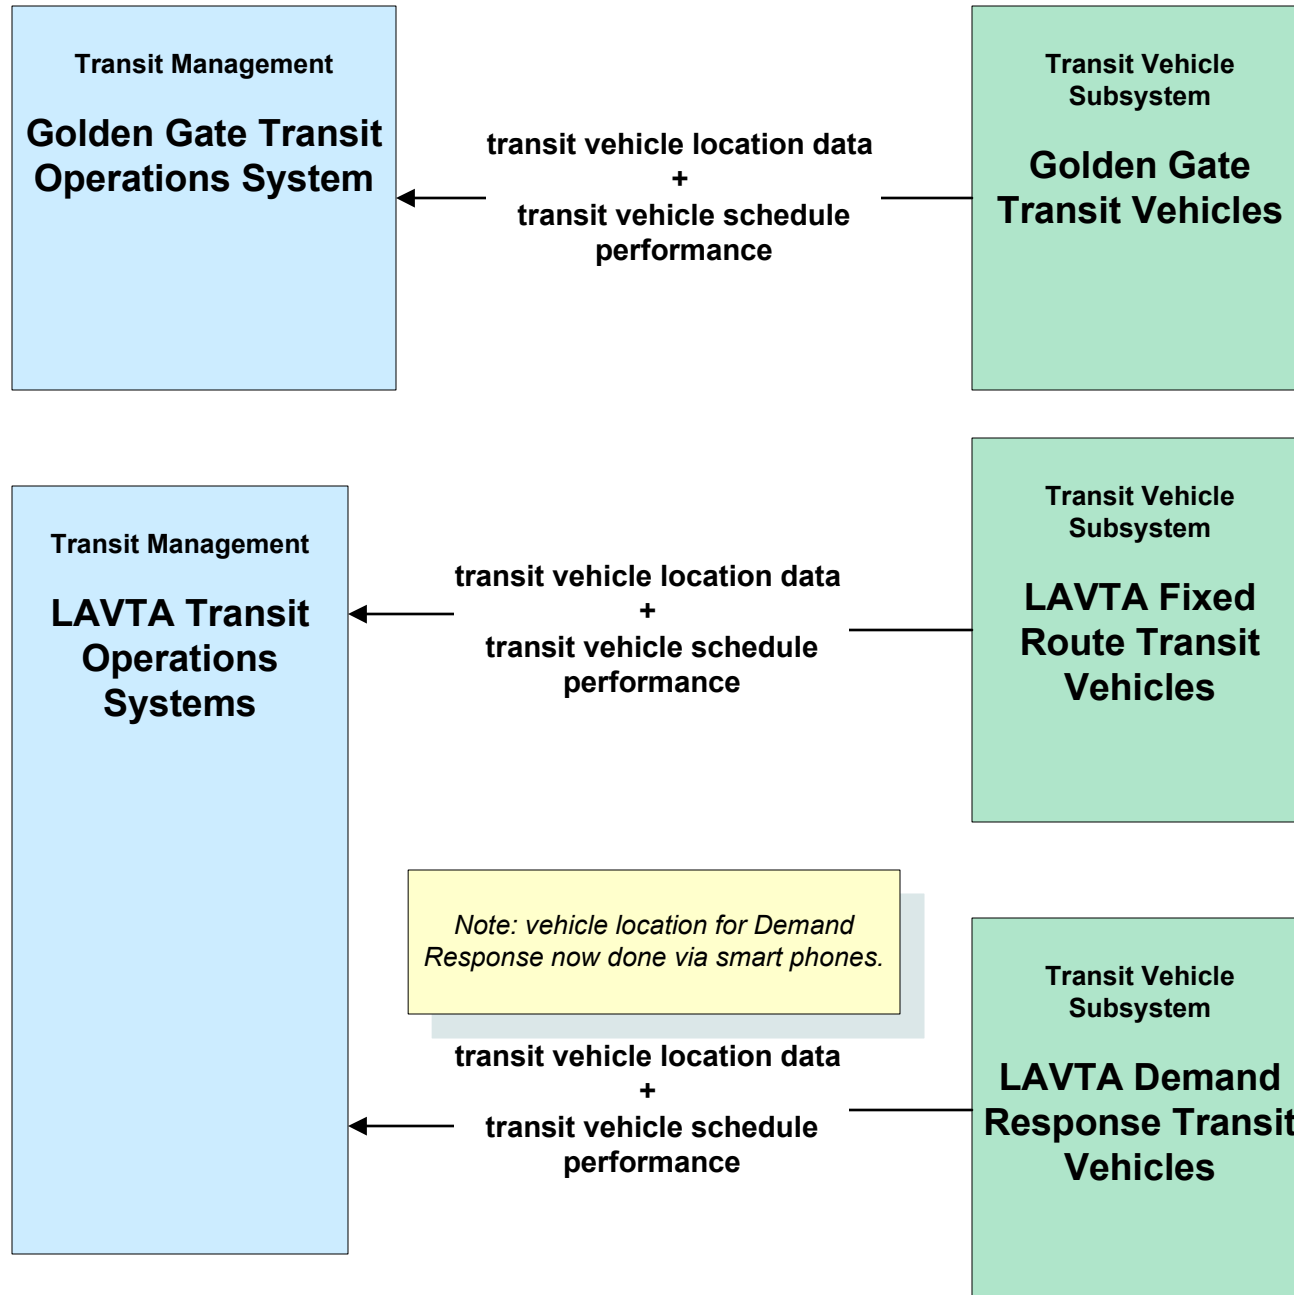 Transit Management
Golden Gate Transit
Operations System
transit vehicle location data
+
transit vehicle schedule
performance
Transit Vehicle
Subsystem
Golden Gate
Transit Vehicles
Transit Management
LAVTA Transit
Operations
Systems
transit vehicle location data
+
transit vehicle schedule
performance
Transit Vehicle
Subsystem
LAVTA Fixed
Route Transit
Vehicles
Note: vehicle location for Demand
Response now done via smart phones.
transit vehicle location data
+
transit vehicle schedule
performance
Transit Vehicle
Subsystem
LAVTA Demand
Response Transit
Vehicles